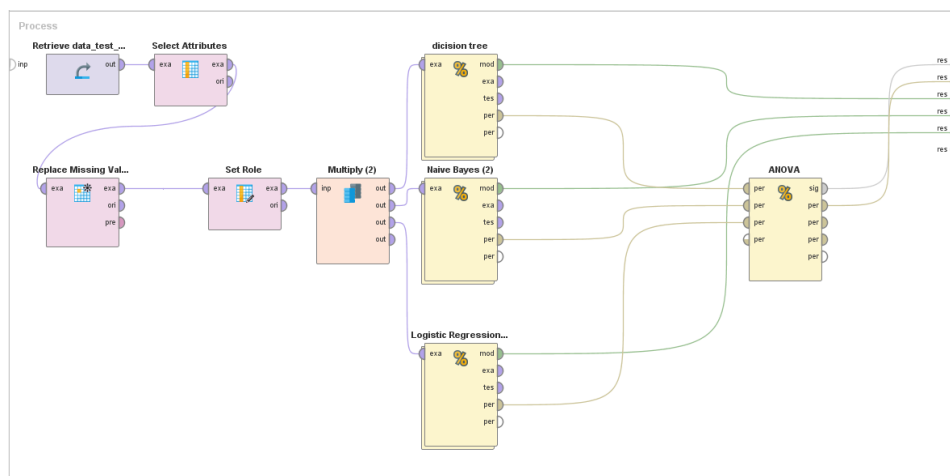 Process
Retrieve data_test_...
Select Attributes
dicision tree
inp
out
exa
exa
ori
exa
mod
exa
tes
per
per
res
res
res
res
res
res
Replace Missing Val...
Set Role
Multiply (2)
Naive Bayes (2)
ANOVA
exa
exa
ori
pre
exa
exa
ori
inp
out
out
out
out
exa
mod
exa
tes
per
per
per
per
per
per
sig
per
per
per
per
Logistic Regression...
exa
mod
exa
tes
per
per